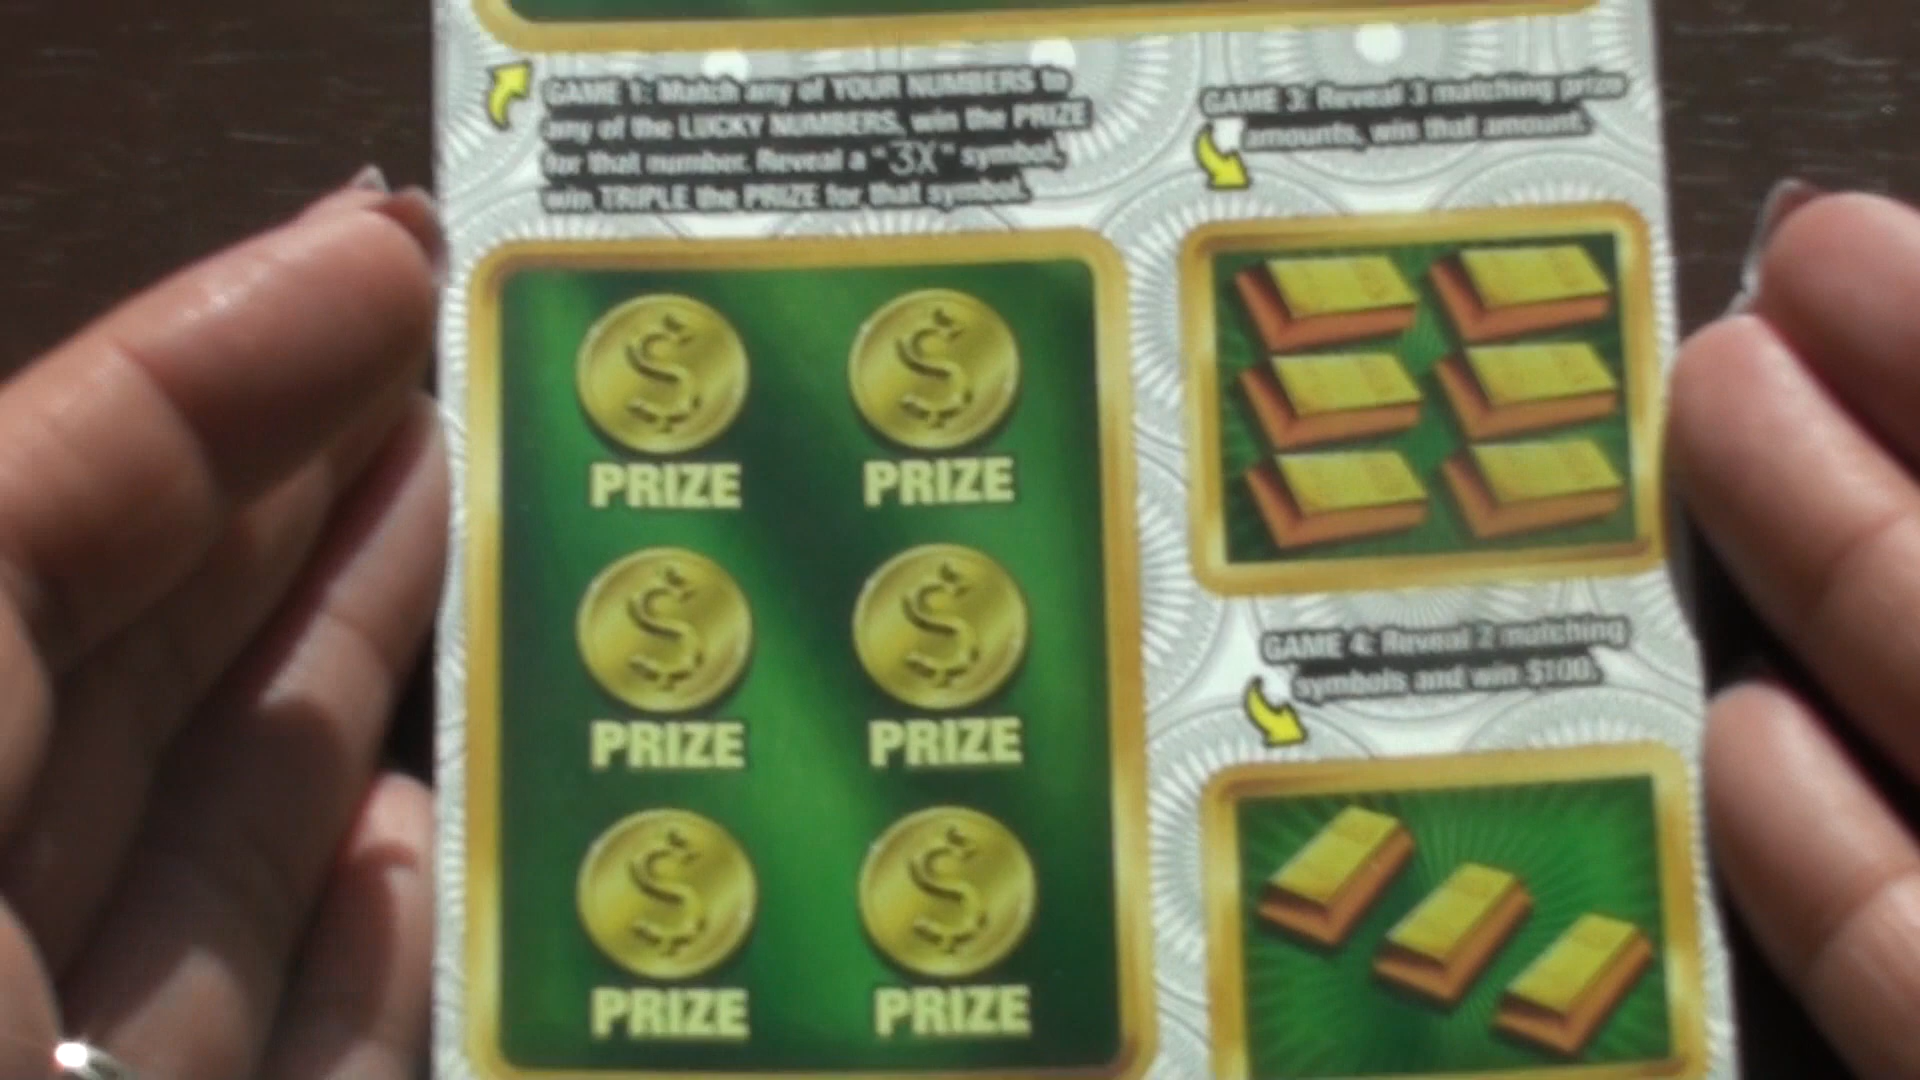 GAME 1: Match any of YOUR NUMBERS to
any of the LUCKY NUMBERS, win the PRIZE
for that number. Reveal a "3X" symbol,
win TRIPLE the PRIZE for that symbol.
PRIZE PRIZE
PRIZE PRIZE
PRIZE PRIZE
GAME 3: Reveal 3 matching prize
amounts, win that amount.
GAME 4: Reveal 2 matching
symbols and win $100.